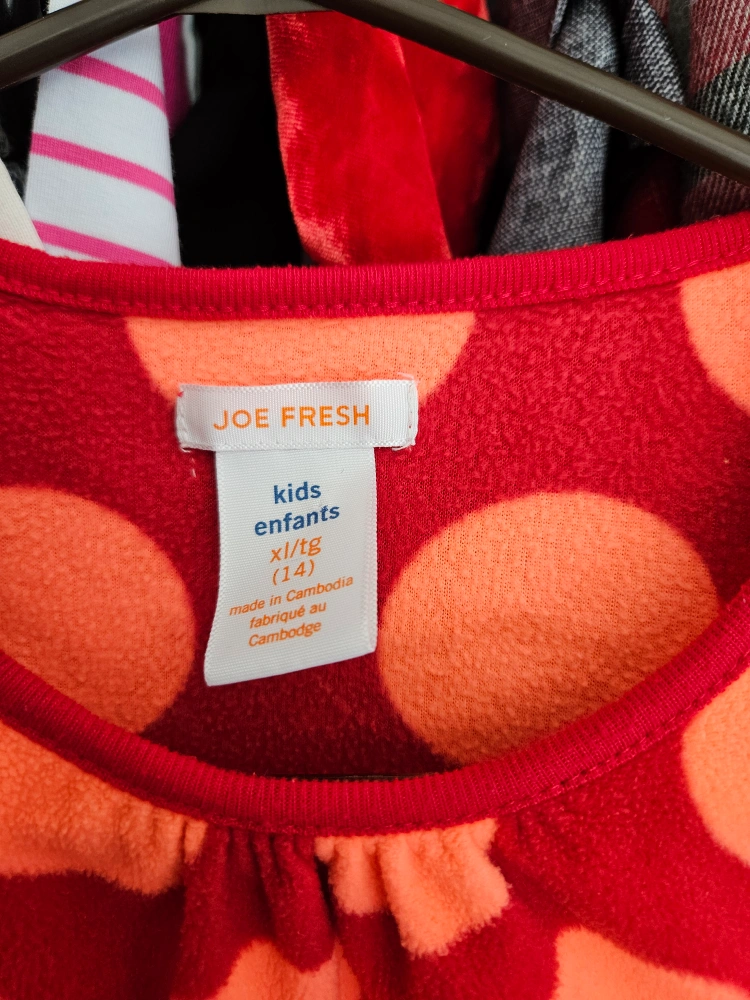 JOE FRESH
kids
enfants
xl/tg
(14)
made in Cambodia
fabriqué au
Cambodge